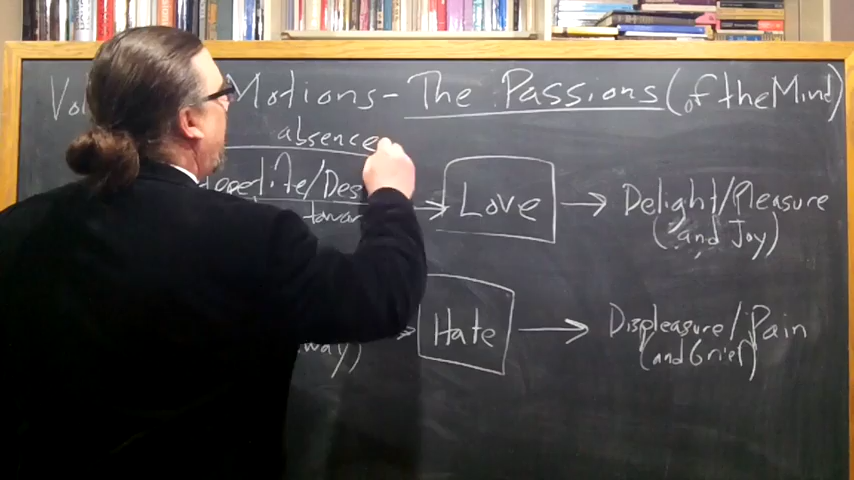 Motions - The Passions (of the Mind)
absence
Love → Delight/Pleasure
(and Joy)
Hate → Displeasure/Pain
(and Grief)